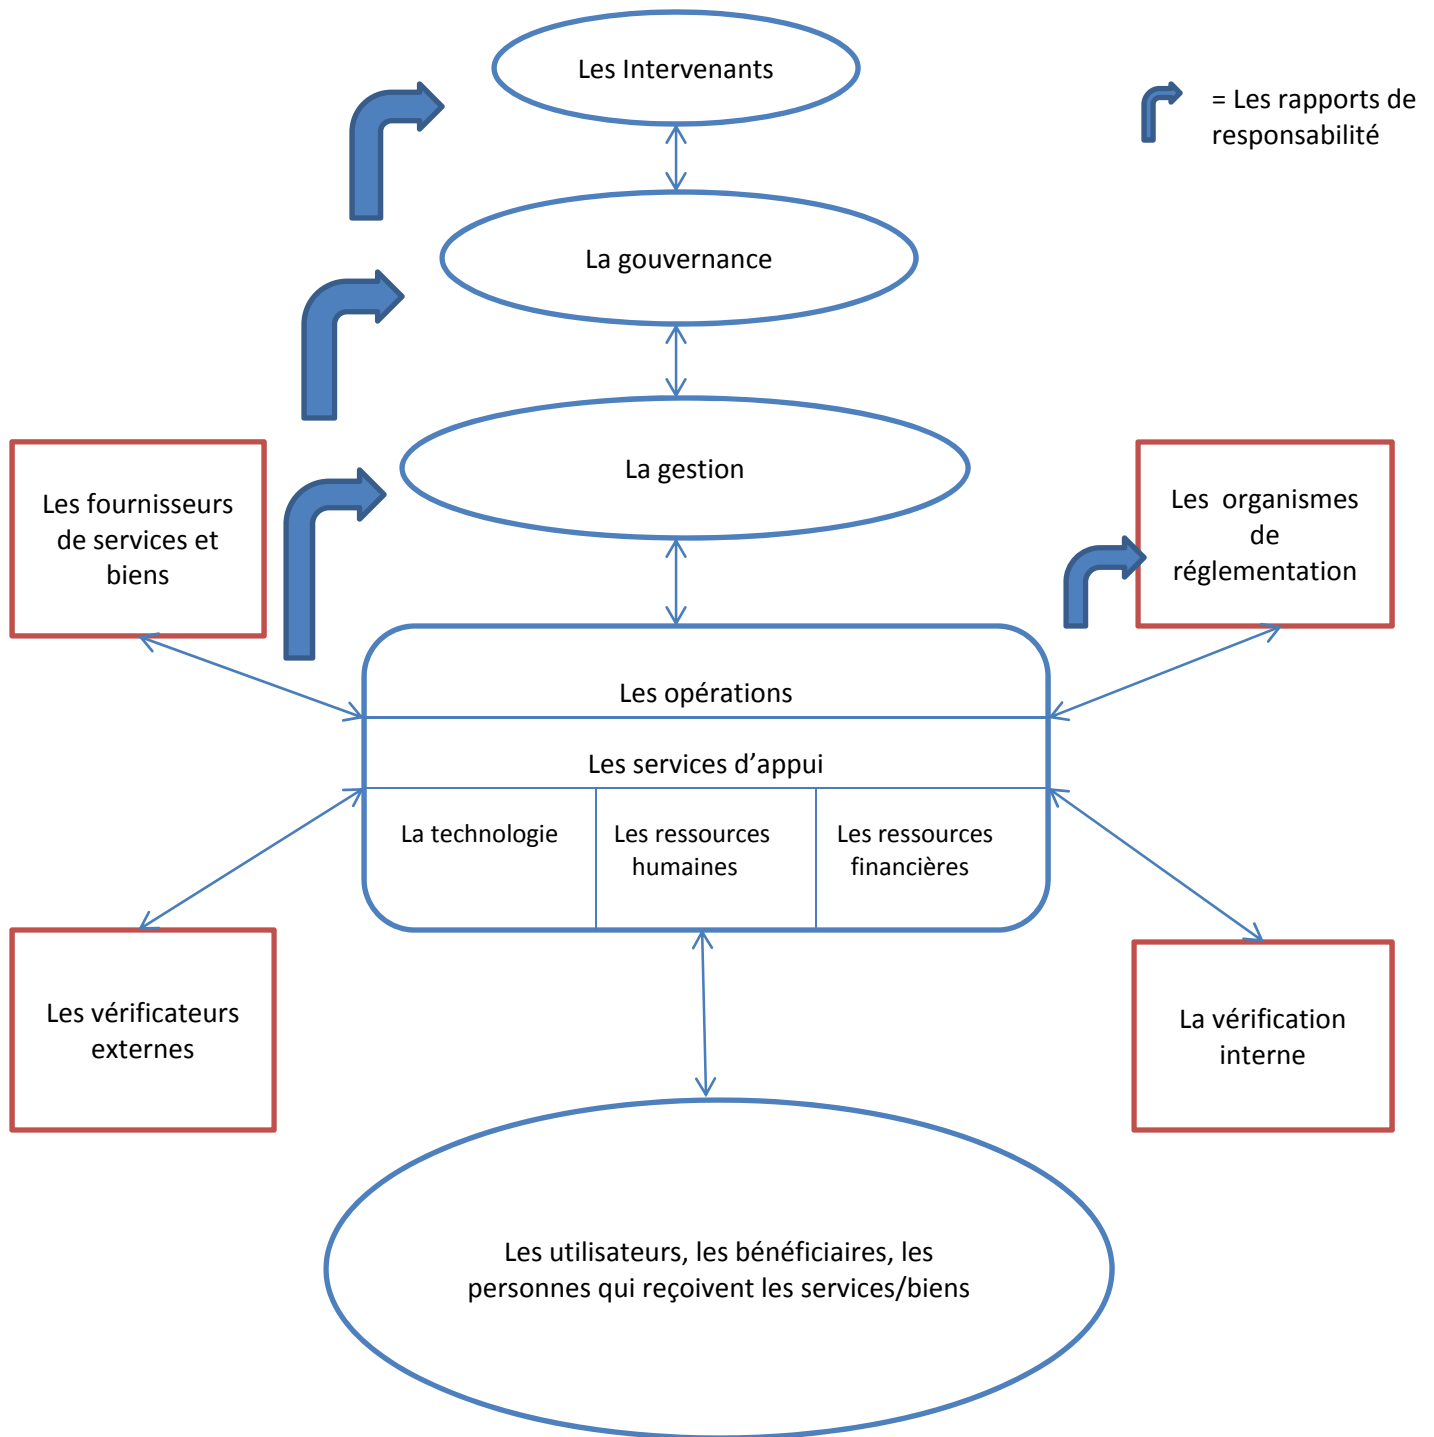 Les Intervenants
= Les rapports de
responsabilité
La gouvernance
La gestion
Les fournisseurs
de services et
biens
Les organismes
de
réglementation
Les opérations
Les services d’appui
La technologie
Les ressources
humaines
Les ressources
financières
Les vérificateurs
externes
La vérification
interne
Les utilisateurs, les bénéficiaires, les
personnes qui reçoivent les services/biens